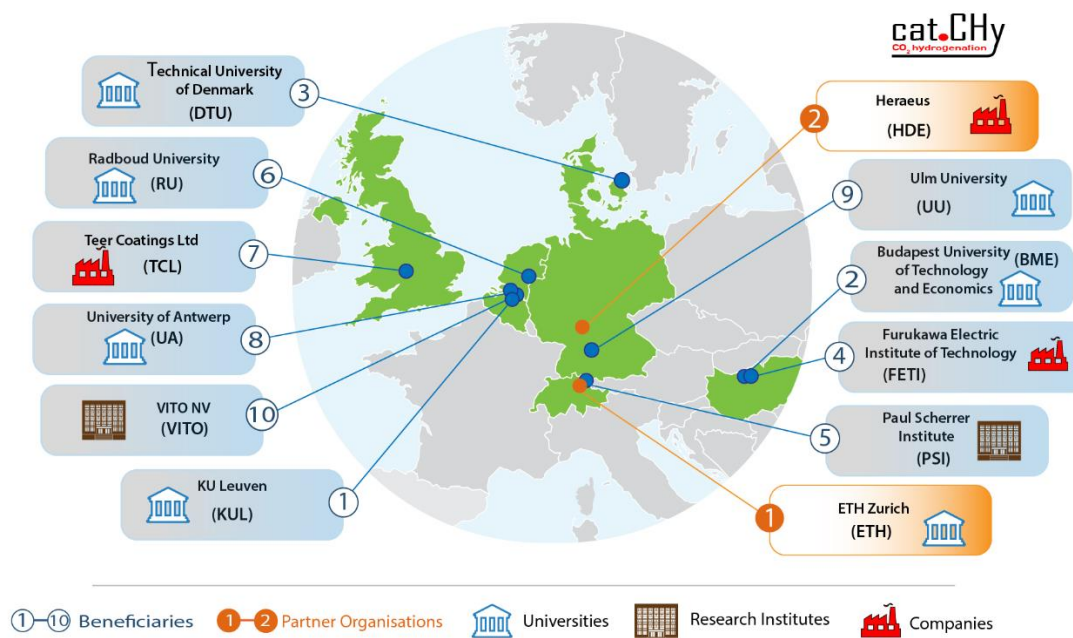 cat.CHy
CO2 hydrogenation
Technical University
of Denmark
(DTU)
3
Radboud University
(RU)
6
Teer Coatings Ltd
(TCL)
7
University of Antwerp
(UA)
8
VITO NV
(VITO)
10
KU Leuven
(KUL)
1
2
Heraeus
(HDE)
9
Ulm University
(UU)
2
Budapest University
of Technology
and Economics
(BME)
4
Furukawa Electric
Institute of Technology
(FETI)
5
Paul Scherrer
Institute
(PSI)
1
ETH Zurich
(ETH)
1 10 Beneficiaries
1 2 Partner Organisations
Universities
Research Institutes
Companies